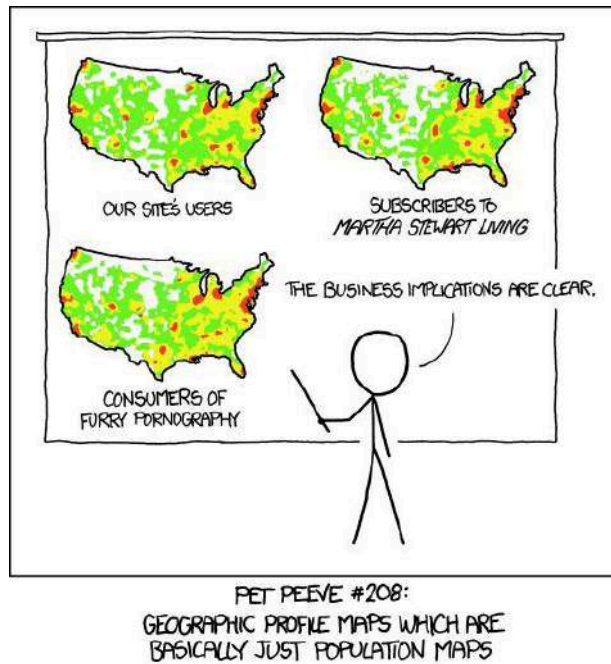 OUR SITE'S USERS
SUBSCRIBERS TO
MARTHA STEWART LIVING
CONSUMERS OF
FURRY PORNOGRAPHY
THE BUSINESS IMPLICATIONS ARE CLEAR.
PET PEEVE #208:
GEOGRAPHIC PROFILE MAPS WHICH ARE
BASICALLY JUST POPULATION MAPS